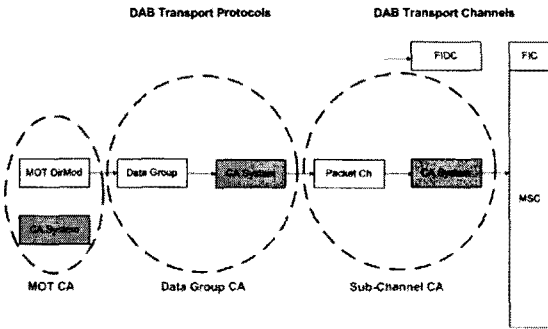 DAB Transport Protocols
DAB Transport Channels
FIDC
FIC
MOT DirMod
Data Group
CA System
Packet Ch
CA System
MSC
CA System
MOT CA
Data Group CA
Sub-Channel CA